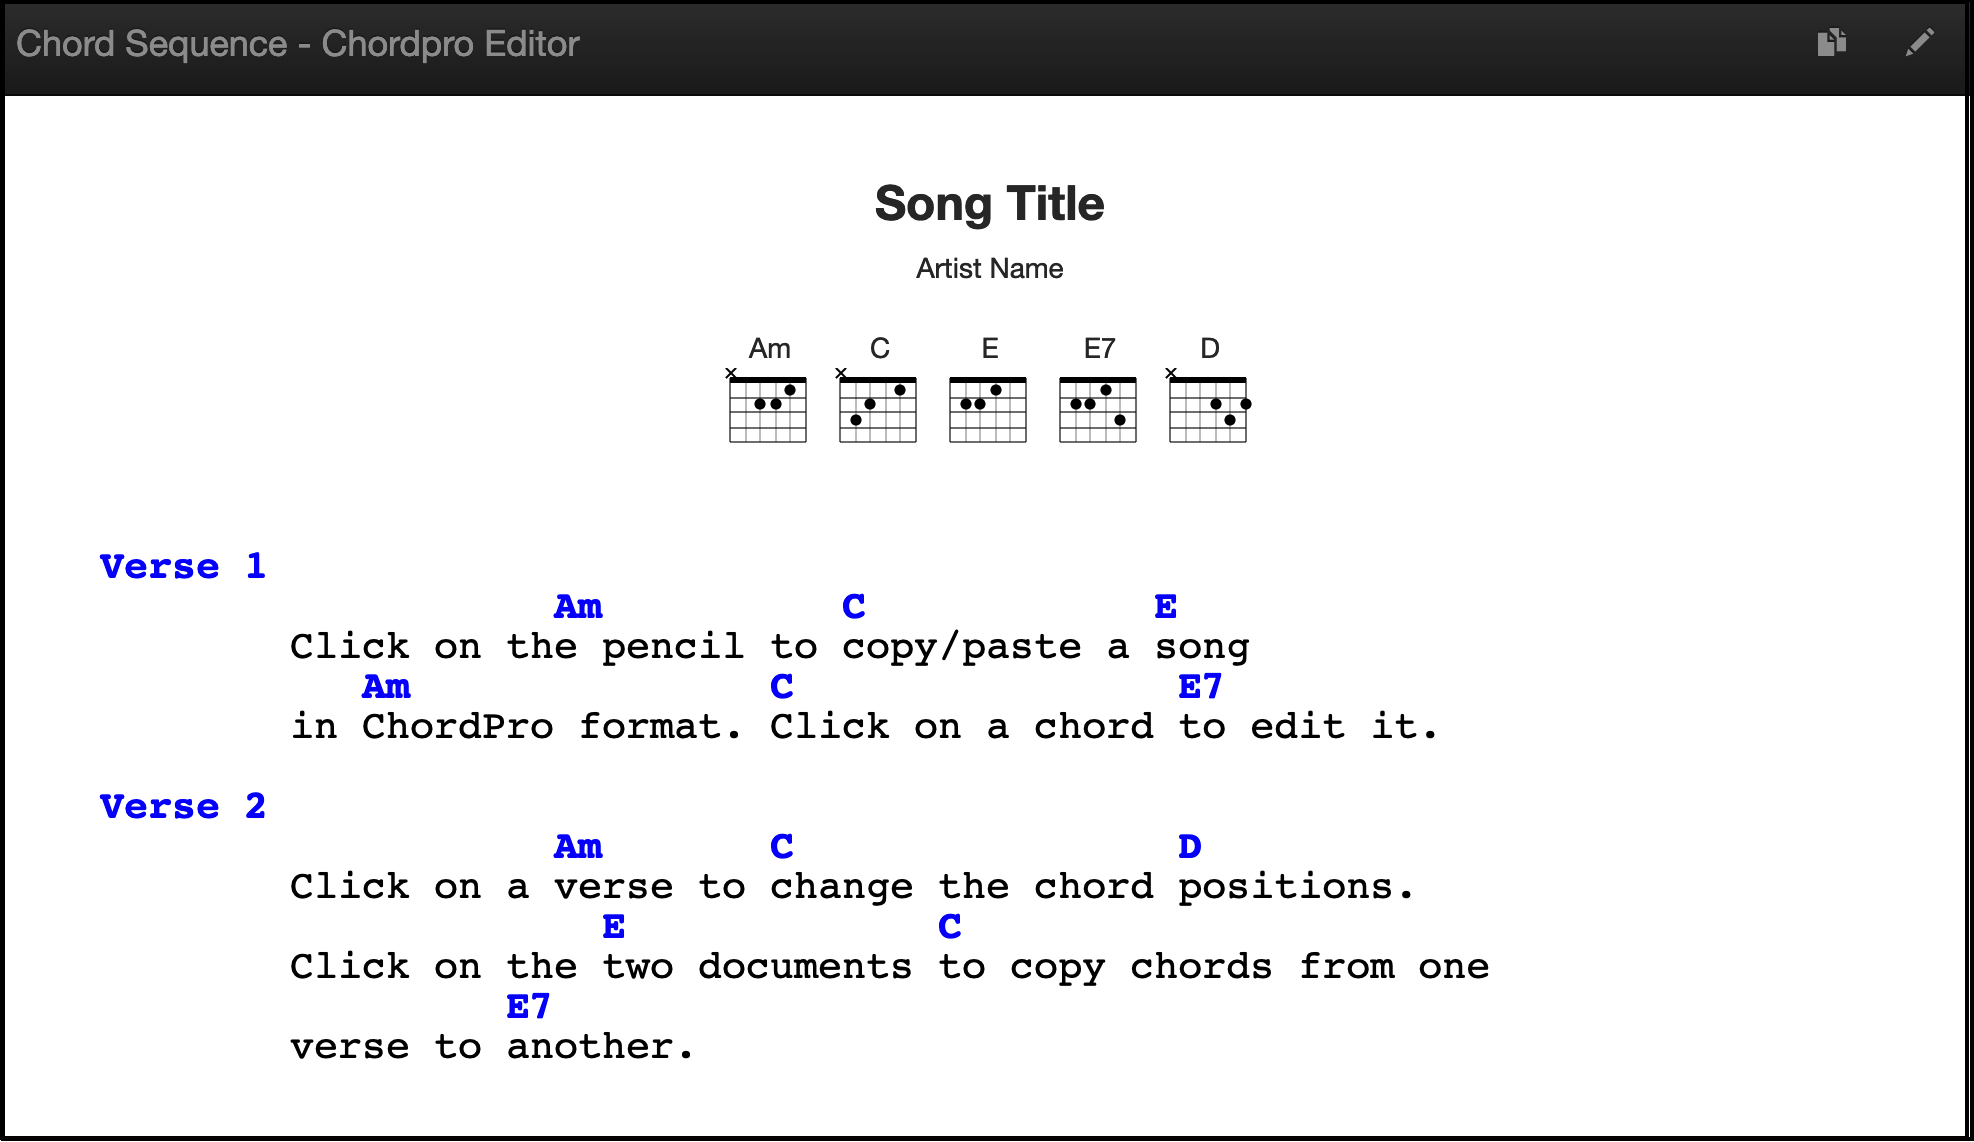 Chord Sequence - Chordpro Editor
Song Title
Artist Name
Am C E E7 D
x x x
Verse 1
Am C E
Click on the pencil to copy/paste a song
Am C E7
in ChordPro format. Click on a chord to edit it.
Verse 2
Am C D
Click on a verse to change the chord positions.
E C
Click on the two documents to copy chords from one
E7
verse to another.